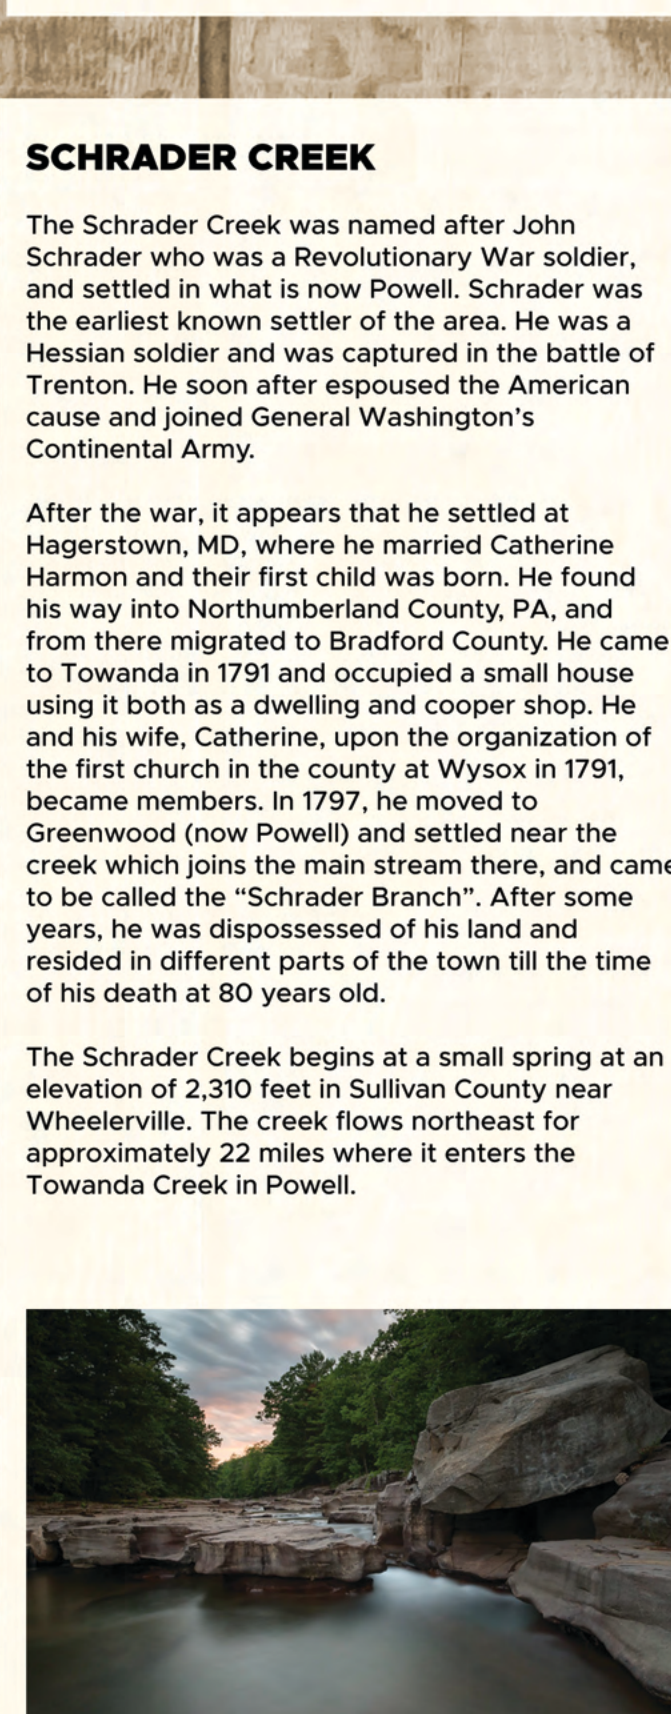 SCHRADER CREEK
The Schrader Creek was named after John
Schrader who was a Revolutionary War soldier,
and settled in what is now Powell. Schrader was
the earliest known settler of the area. He was a
Hessian soldier and was captured in the battle of
Trenton. He soon after espoused the American
cause and joined General Washington's
Continental Army.
After the war, it appears that he settled at
Hagerstown, MD, where he married Catherine
Harmon and their first child was born. He found
his way into Northumberland County, PA, and
from there migrated to Bradford County. He came
to Towanda in 1791 and occupied a small house
using it both as a dwelling and cooper shop. He
and his wife, Catherine, upon the organization of
the first church in the county at Wysox in 1791,
became members. In 1797, he moved to
Greenwood (now Powell) and settled near the
creek which joins the main stream there, and came
to be called the “Schrader Branch”. After some
years, he was dispossessed of his land and
resided in different parts of the town till the time
of his death at 80 years old.
The Schrader Creek begins at a small spring at an
elevation of 2,310 feet in Sullivan County near
Wheelerville. The creek flows northeast for
approximately 22 miles where it enters the
Towanda Creek in Powell.